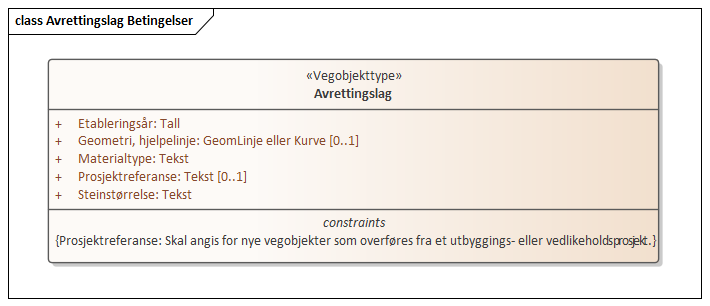 class Avrettingslag Betingelser
«Vegobjekttype»
Avrettingslag
+ Etableringsår: Tall
+ Geometri, hjelpelinje: GeomLinje eller Kurve [0..1]
+ Materialtype: Tekst
+ Prosjektreferanse: Tekst [0..1]
+ Steinstørrelse: Tekst
constraints
{Prosjektreferanse: Skal angis for nye vegobjekter som overføres fra et utbyggings- eller vedlikeholdsprosjekt.}